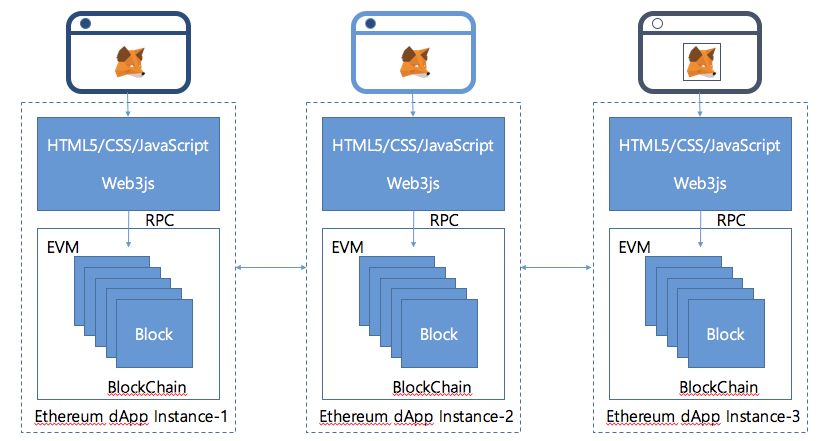 HTML5/CSS/JavaScript
Web3js
RPC
EVM
Block
BlockChain
Ethereum dApp Instance-1
HTML5/CSS/JavaScript
Web3js
RPC
EVM
Block
BlockChain
Ethereum dApp Instance-2
HTML5/CSS/JavaScript
Web3js
RPC
EVM
Block
BlockChain
Ethereum dApp Instance-3